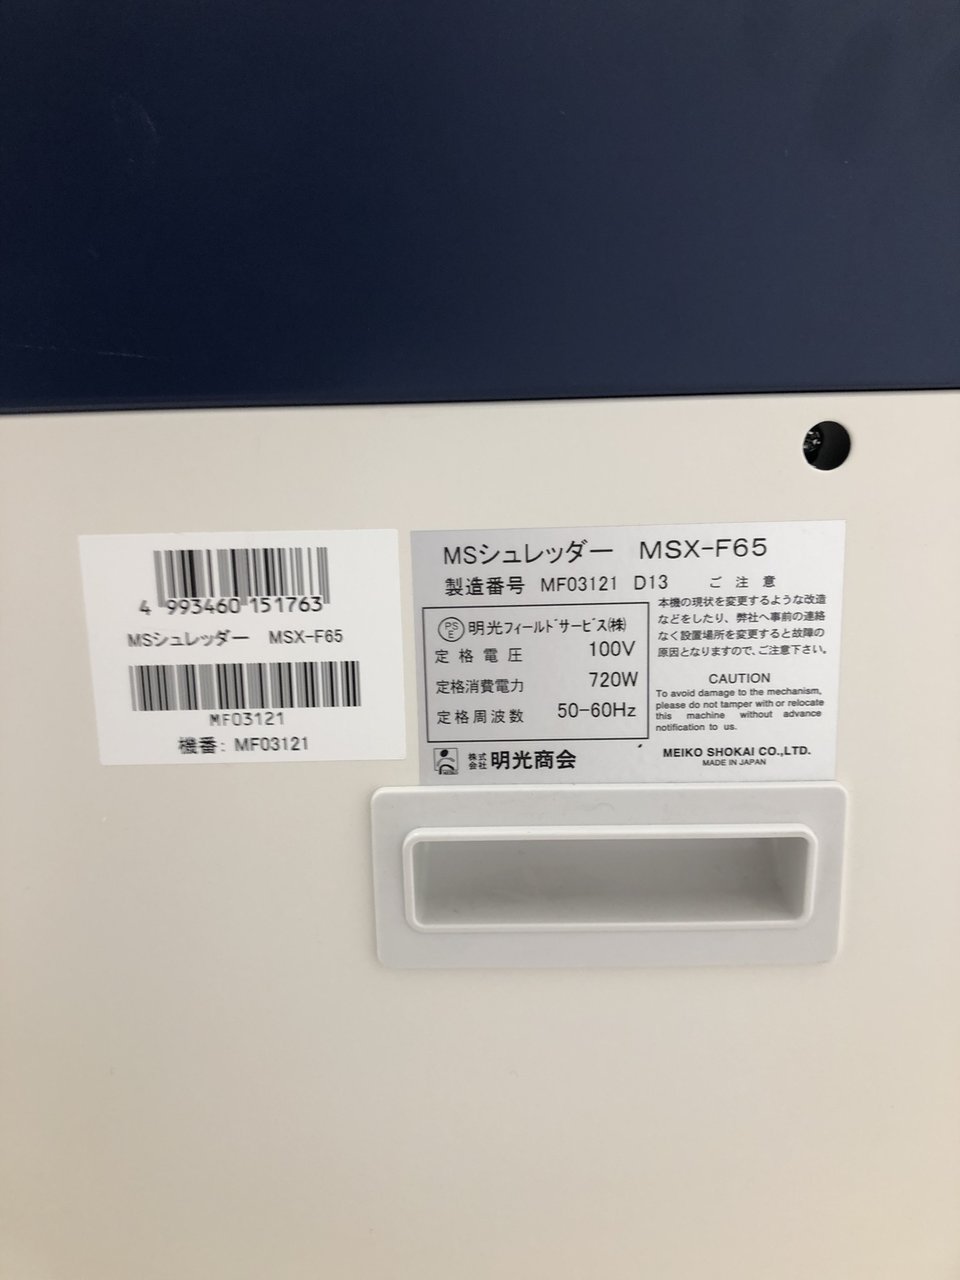 4 993460 151763
MSシュレッダー MSX-F65
MF03121
機番: MF03121
MSシュレッダー MSX-F65
製造番号 MF03121 D13
PSE 明光フィールドサービス㈱
定格電圧 100V
定格消費電力 720W
定格周波数 50-60Hz
株式会社 明光商会
ご注意
本機の現状を変更するような改造
などをしたり、弊社へ事前の連絡
なく設置場所を変更すると故障の
原因となりますので、ご注意下さい。
CAUTION
To avoid damage to the mechanism,
please do not tamper with or relocate
this machine without advance
notification to us.
MEIKO SHOKAI CO.,LTD.
MADE IN JAPAN